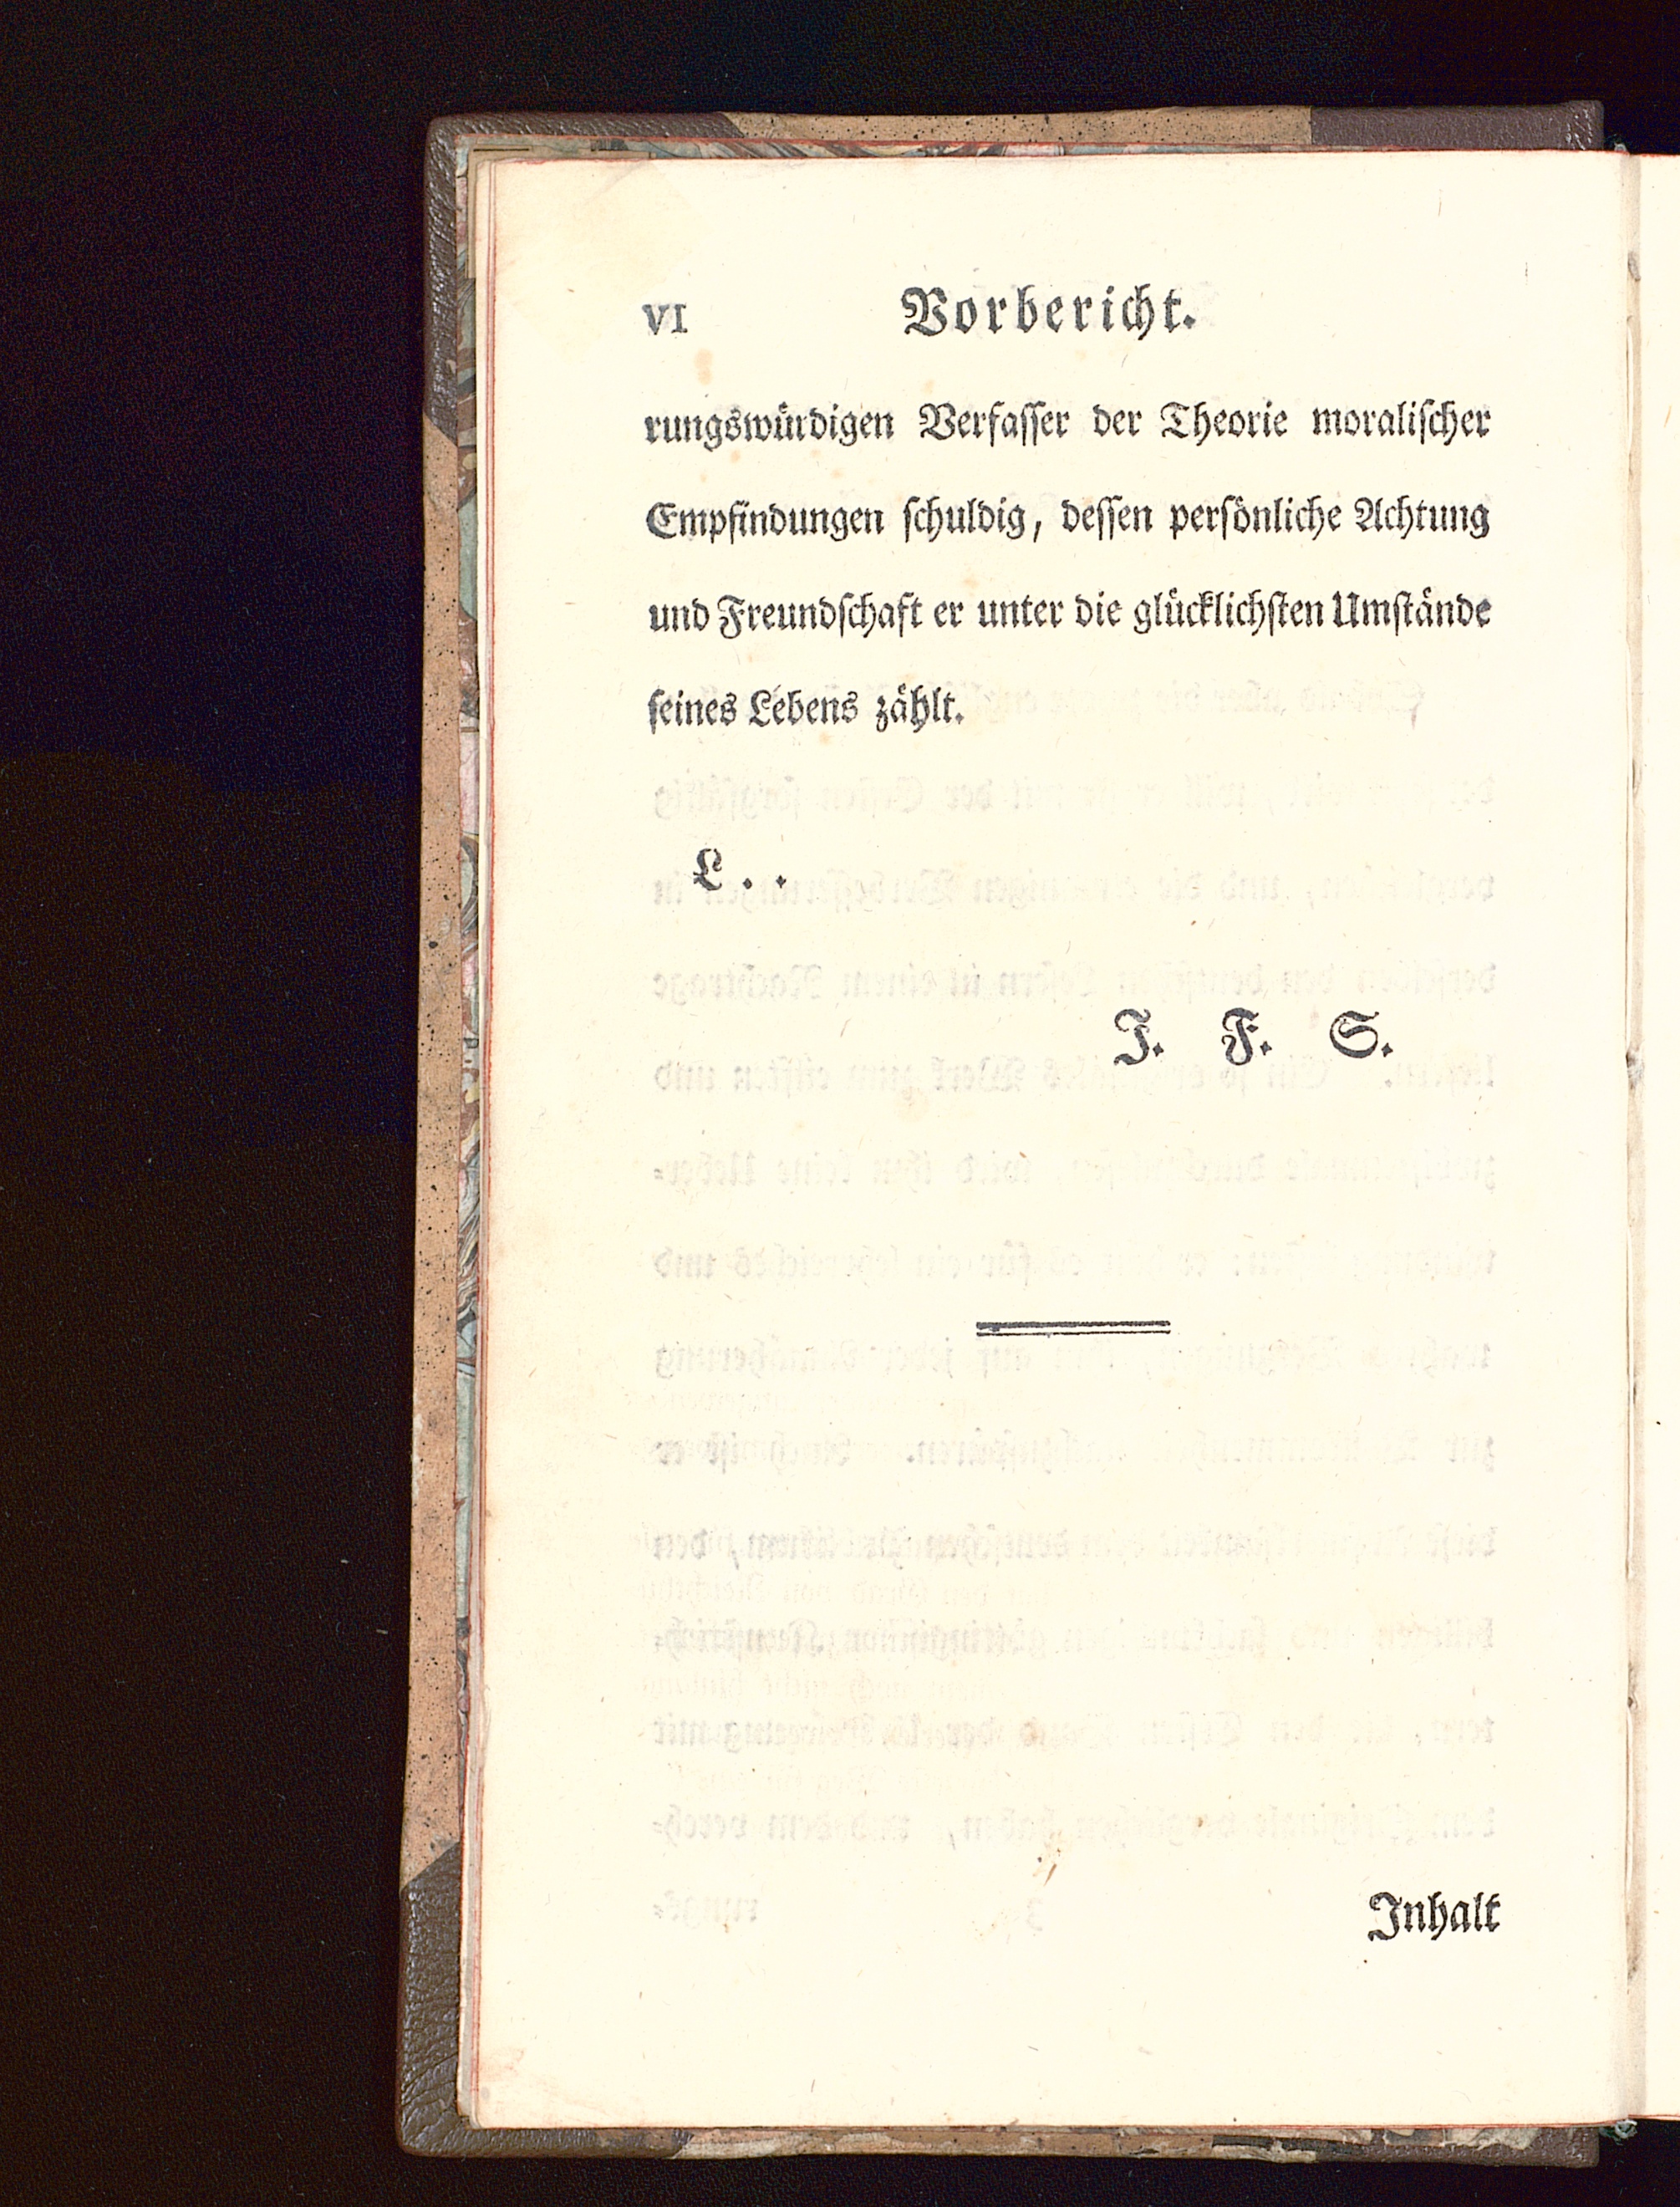 VI Vorbericht.
rungswürdigen Verfasser der Theorie moralischer
Empfindungen schuldig, dessen persönliche Achtung
und Freundschaft er unter die glücklichsten Umstände
seines Lebens zählt.
L . .
J. F. S.
Inhalt